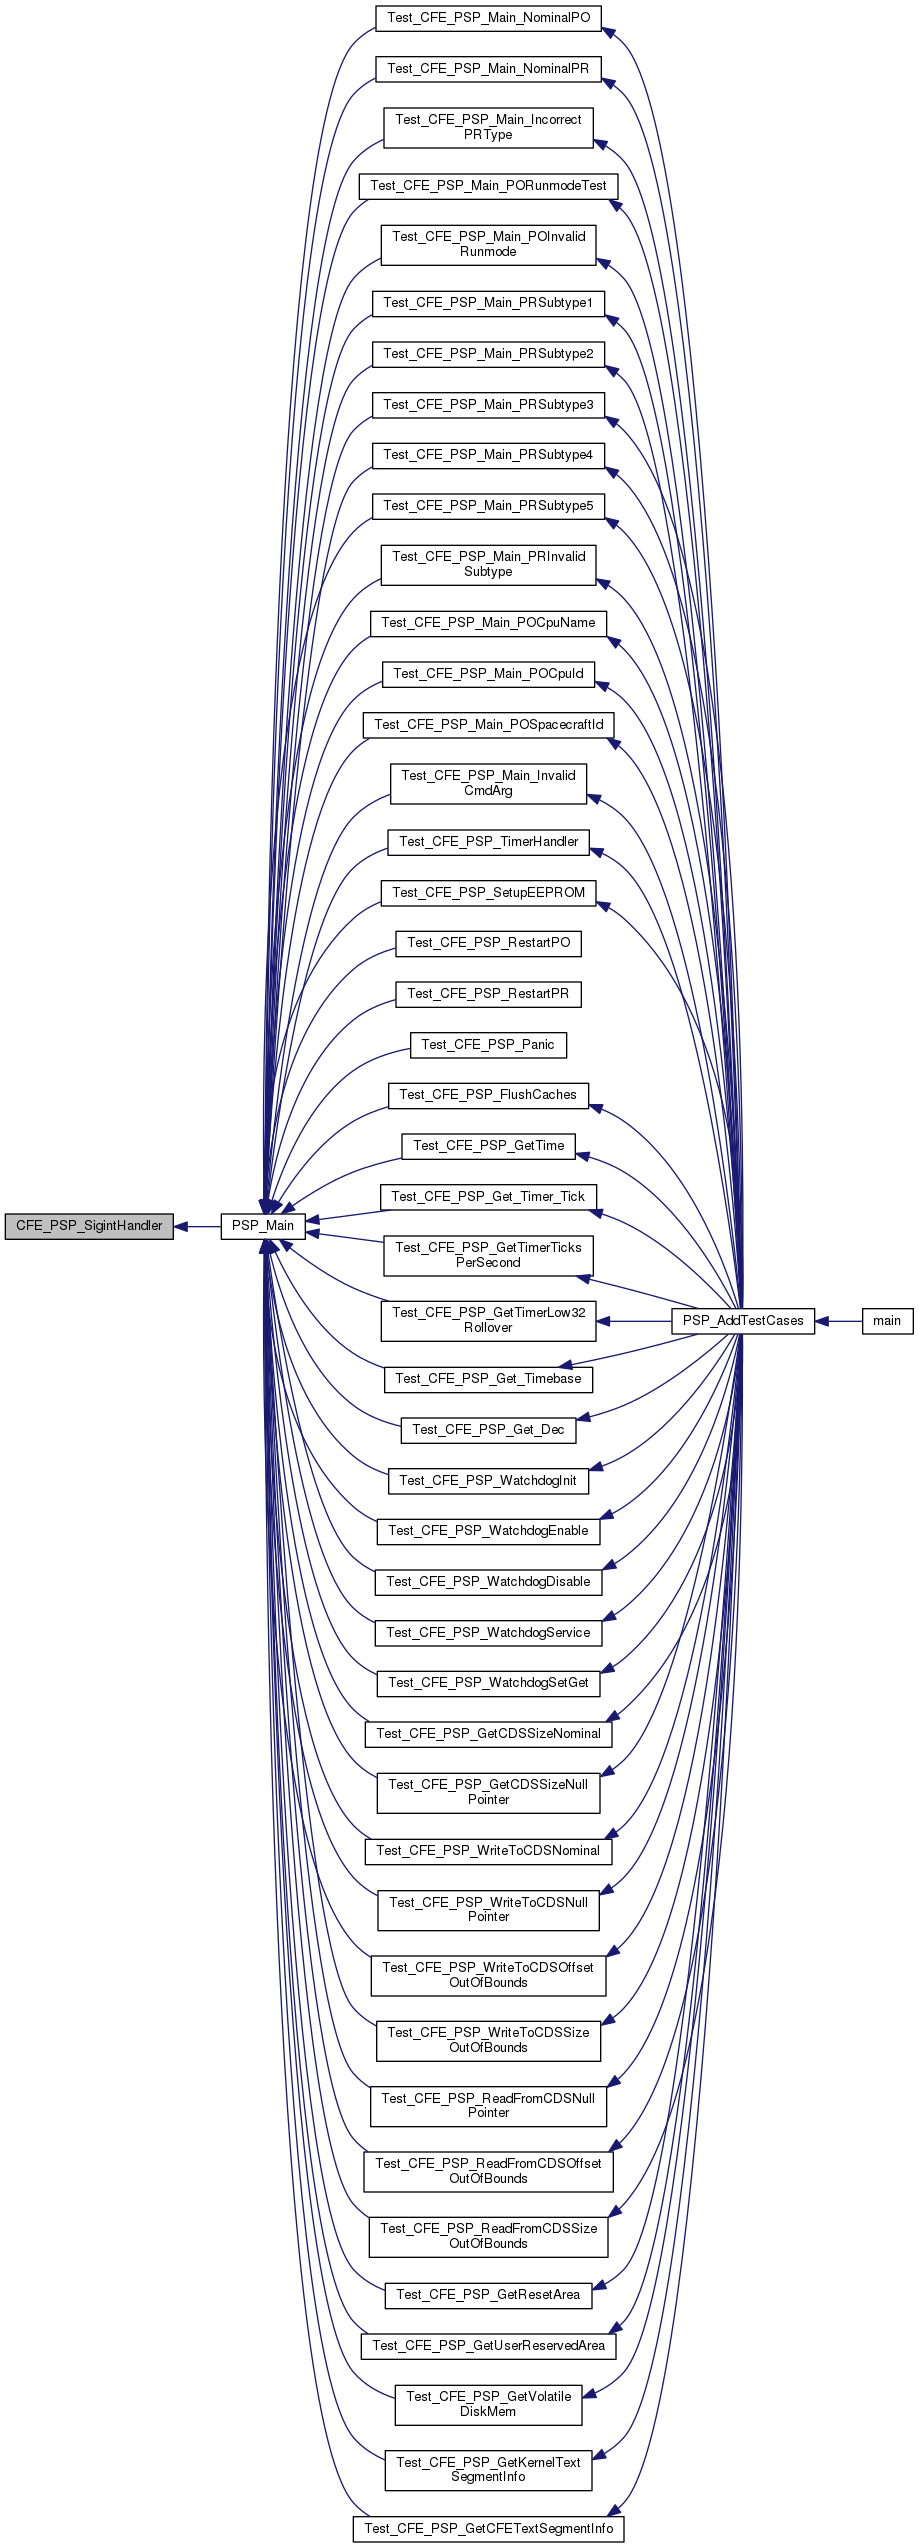 Test_CFE_PSP_Main_NominalPO
Test_CFE_PSP_Main_NominalPR
Test_CFE_PSP_Main_Incorrect
PRType
Test_CFE_PSP_Main_PORunmodeTest
Test_CFE_PSP_Main_POInvalid
Runmode
Test_CFE_PSP_Main_PRSubtype1
Test_CFE_PSP_Main_PRSubtype2
Test_CFE_PSP_Main_PRSubtype3
Test_CFE_PSP_Main_PRSubtype4
Test_CFE_PSP_Main_PRSubtype5
Test_CFE_PSP_Main_PRInvalid
Subtype
Test_CFE_PSP_Main_POCpuName
Test_CFE_PSP_Main_POCpuId
Test_CFE_PSP_Main_POSpacecraftId
Test_CFE_PSP_Main_Invalid
CmdArg
Test_CFE_PSP_TimerHandler
Test_CFE_PSP_SetupEEPROM
Test_CFE_PSP_RestartPO
Test_CFE_PSP_RestartPR
Test_CFE_PSP_Panic
Test_CFE_PSP_FlushCaches
Test_CFE_PSP_GetTime
Test_CFE_PSP_Get_Timer_Tick
CFE_PSP_SigintHandler
PSP_Main
Test_CFE_PSP_GetTimerTicks
PerSecond
Test_CFE_PSP_GetTimerLow32
Rollover
PSP_AddTestCases
main
Test_CFE_PSP_Get_Timebase
Test_CFE_PSP_Get_Dec
Test_CFE_PSP_WatchdogInit
Test_CFE_PSP_WatchdogEnable
Test_CFE_PSP_WatchdogDisable
Test_CFE_PSP_WatchdogService
Test_CFE_PSP_WatchdogSetGet
Test_CFE_PSP_GetCDSSizeNominal
Test_CFE_PSP_GetCDSSizeNull
Pointer
Test_CFE_PSP_WriteToCDSNominal
Test_CFE_PSP_WriteToCDSNull
Pointer
Test_CFE_PSP_WriteToCDSOffset
OutOfBounds
Test_CFE_PSP_WriteToCDSSize
OutOfBounds
Test_CFE_PSP_ReadFromCDSNull
Pointer
Test_CFE_PSP_ReadFromCDSOffset
OutOfBounds
Test_CFE_PSP_ReadFromCDSSize
OutOfBounds
Test_CFE_PSP_GetResetArea
Test_CFE_PSP_GetUserReservedArea
Test_CFE_PSP_GetVolatile
DiskMem
Test_CFE_PSP_GetKernelText
SegmentInfo
Test_CFE_PSP_GetCFETextSegmentInfo